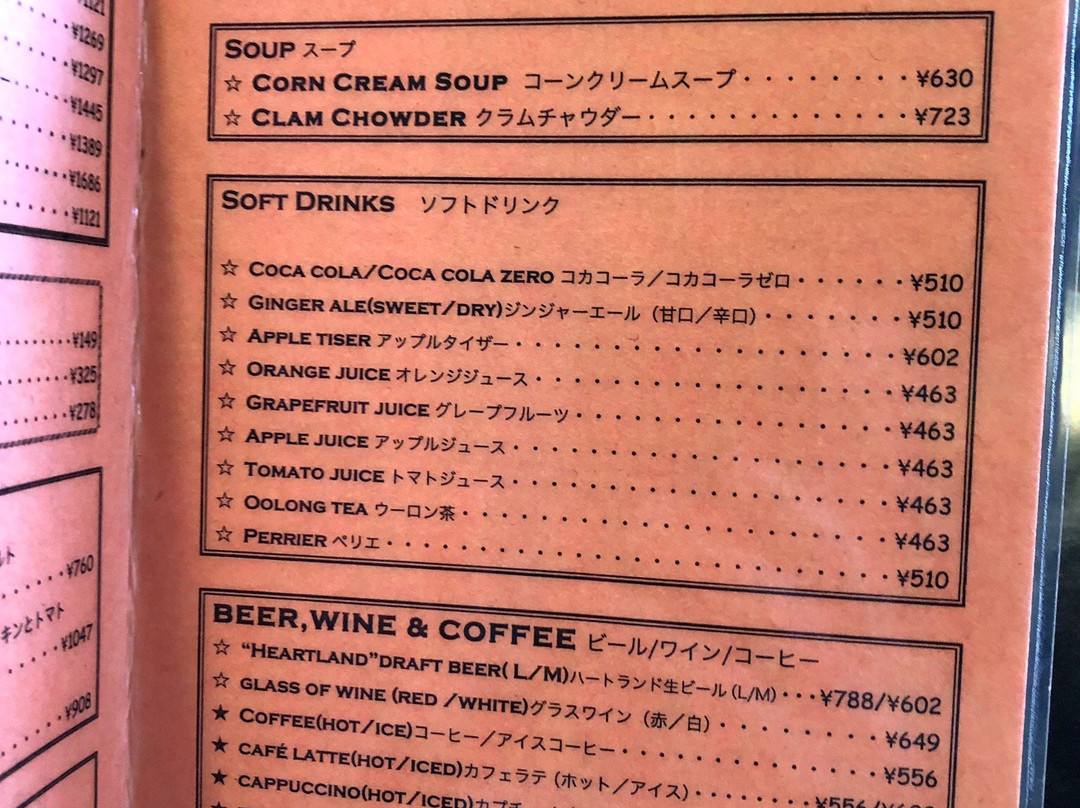 ¥1121
¥1269
¥1297
¥1445
¥1389
¥1686
¥1121
¥149
¥325
¥278
¥760
キンとトマト
¥1047
¥908
SOUP スープ
☆ CORN CREAM SOUP コーンクリームスープ・・・・・・・・¥630
☆ CLAM CHOWDER クラムチャウダー・・・・・・・・・・・・・¥723
SOFT DRINKS ソフトドリンク
☆ COCA COLA/COCA COLA ZERO コカコーラ/コカコーラゼロ・・・・・・¥510
☆ GINGER ALE(SWEET/DRY)ジンジャーエール (甘口/辛口)・・・・・・・¥510
☆ APPLE TISER アップルタイザー・・・・・・・・・・・・・・・・・・¥602
☆ ORANGE JUICE オレンジジュース・・・・・・・・・・・・・・・・・¥463
☆ GRAPEFRUIT JUICE グレープフルーツ・・・・・・・・・・・・・・・¥463
☆ APPLE JUICE アップルジュース・・・・・・・・・・・・・・・・・・¥463
☆ TOMATO JUICE トマトジュース・・・・・・・・・・・・・・・・・・¥463
☆ OOLONG TEA ウーロン茶・・・・・・・・・・・・・・・・・・・・¥463
☆ PERRIER ペリエ・・・・・・・・・・・・・・・・・・・・・・・¥510
BEER,WINE & COFFEE ビール/ワイン/コーヒー
☆ “HEARTLAND”DRAFT BEER( L/M)ハートランド生ビール (L/M)・・・¥788/¥602
☆ GLASS OF WINE (RED /WHITE)グラスワイン (赤/白)・・・・・・・・¥649
★ COFFEE(HOT/ICE)コーヒー/アイスコーヒー・・・・・・・・・・・・¥556
★ CAFÉ LATTE(HOT/ICED)カフェラテ (ホット/アイス)・・・・・・
★ CAPPUCCINO(HOT/ICED)